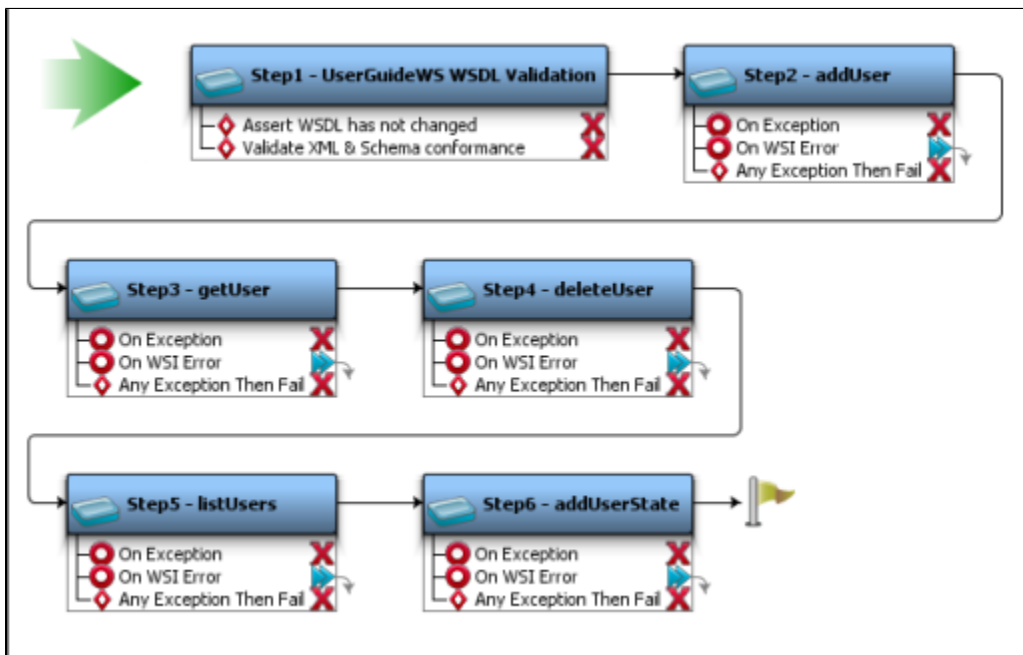 Step1 - UserGuideWS WSDL Validation
Assert WSDL has not changed
Validate XML & Schema conformance
Step2 - addUser
On Exception
On WSI Error
Any Exception Then Fail
Step3 - getUser
On Exception
On WSI Error
Any Exception Then Fail
Step4 - deleteUser
On Exception
On WSI Error
Any Exception Then Fail
Step5 - listUsers
On Exception
On WSI Error
Any Exception Then Fail
Step6 - addUserState
On Exception
On WSI Error
Any Exception Then Fail